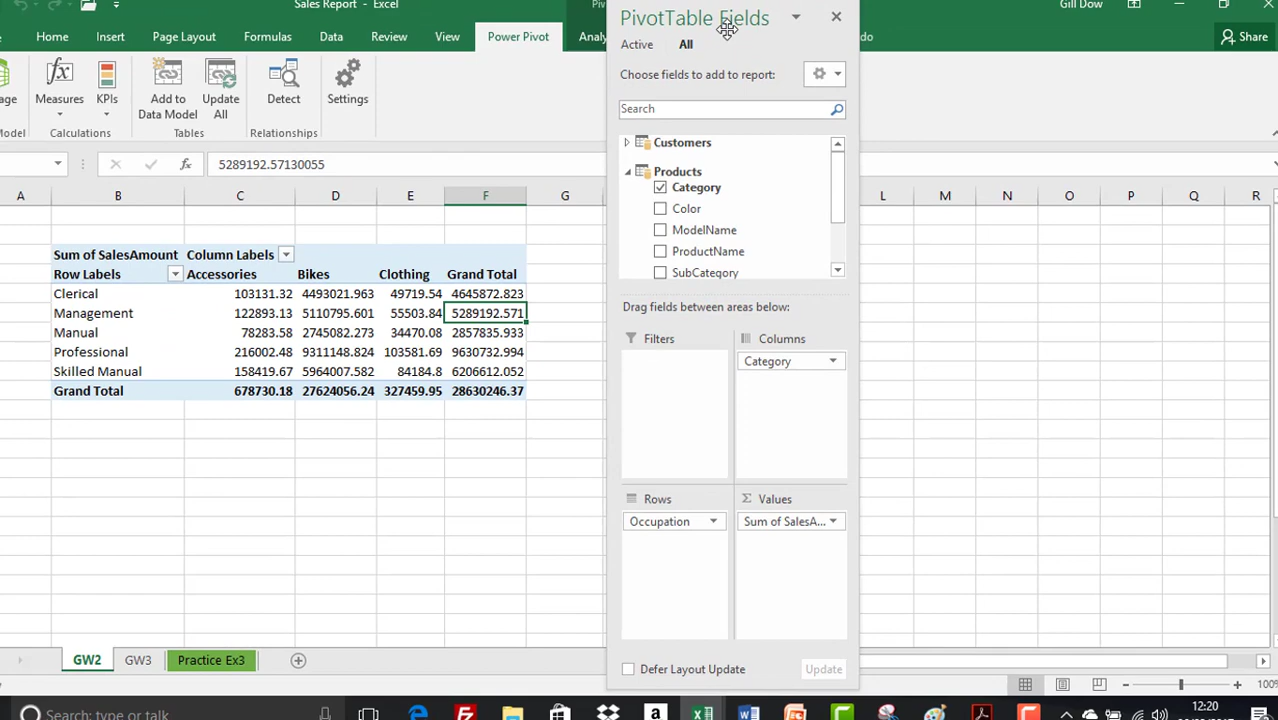 Sales Report - Excel
Gill Dow
Home Insert Page Layout Formulas Data Review View Power Pivot
Share
Measures KPIs Add to Data Model Update All Detect Settings
Calculations Tables Relationships
5289192.57130055
A B C D E F G L M N O P Q R
Sum of SalesAmount Column Labels
Row Labels Accessories Bikes Clothing Grand Total
Clerical 103131.32 4493021.963 49719.54 4645872.823
Management 122893.13 5110795.601 55503.84 5289192.571
Manual 78283.58 2745082.273 34470.08 2857835.933
Professional 216002.48 9311148.824 103581.69 9630732.994
Skilled Manual 158419.67 5964007.582 84184.8 6206612.052
Grand Total 678730.18 27624056.24 327459.95 28630246.37
PivotTable Fields
Active All
Choose fields to add to report:
Search
Customers
Products
Category
Color
ModelName
ProductName
SubCategory
Drag fields between areas below:
Filters Columns
Category
Rows Values
Occupation Sum of SalesA...
Defer Layout Update Update
GW2 GW3 Practice Ex3
100%
Type here to search
12:20